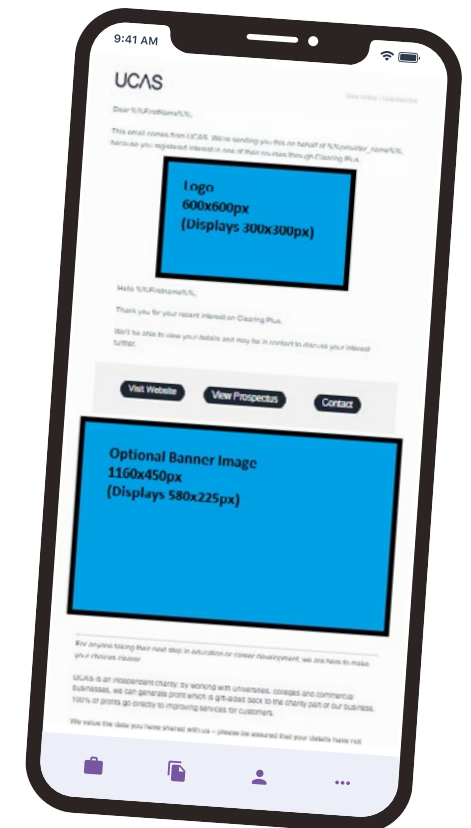 9:41 AM
UCAS
Dear %%FirstName%%,
This email comes from UCAS. We're sending you this on behalf of %%provider_name%%,
because you registered interest in one of their courses through Clearing Plus.
Logo
600x600px
(Displays 300x300px)
Hello %%Firstname%%,
Thank you for your recent interest on Clearing Plus.
We'll be able to view your details and may be in contact to discuss your interest
further.
Visit Website
View Prospectus
Contact
Optional Banner Image
1160x450px
(Displays 580x225px)
For anyone taking their next step in education or career development, we are here to make
your choices clearer
UCAS is an independent charity: by working with universities, colleges and commercial
businesses, we can generate profit which is gift-aided back to the charity part of our business.
100% of profits go directly to improving services for customers.
We value the data you have shared with us – please be assured that your details have not